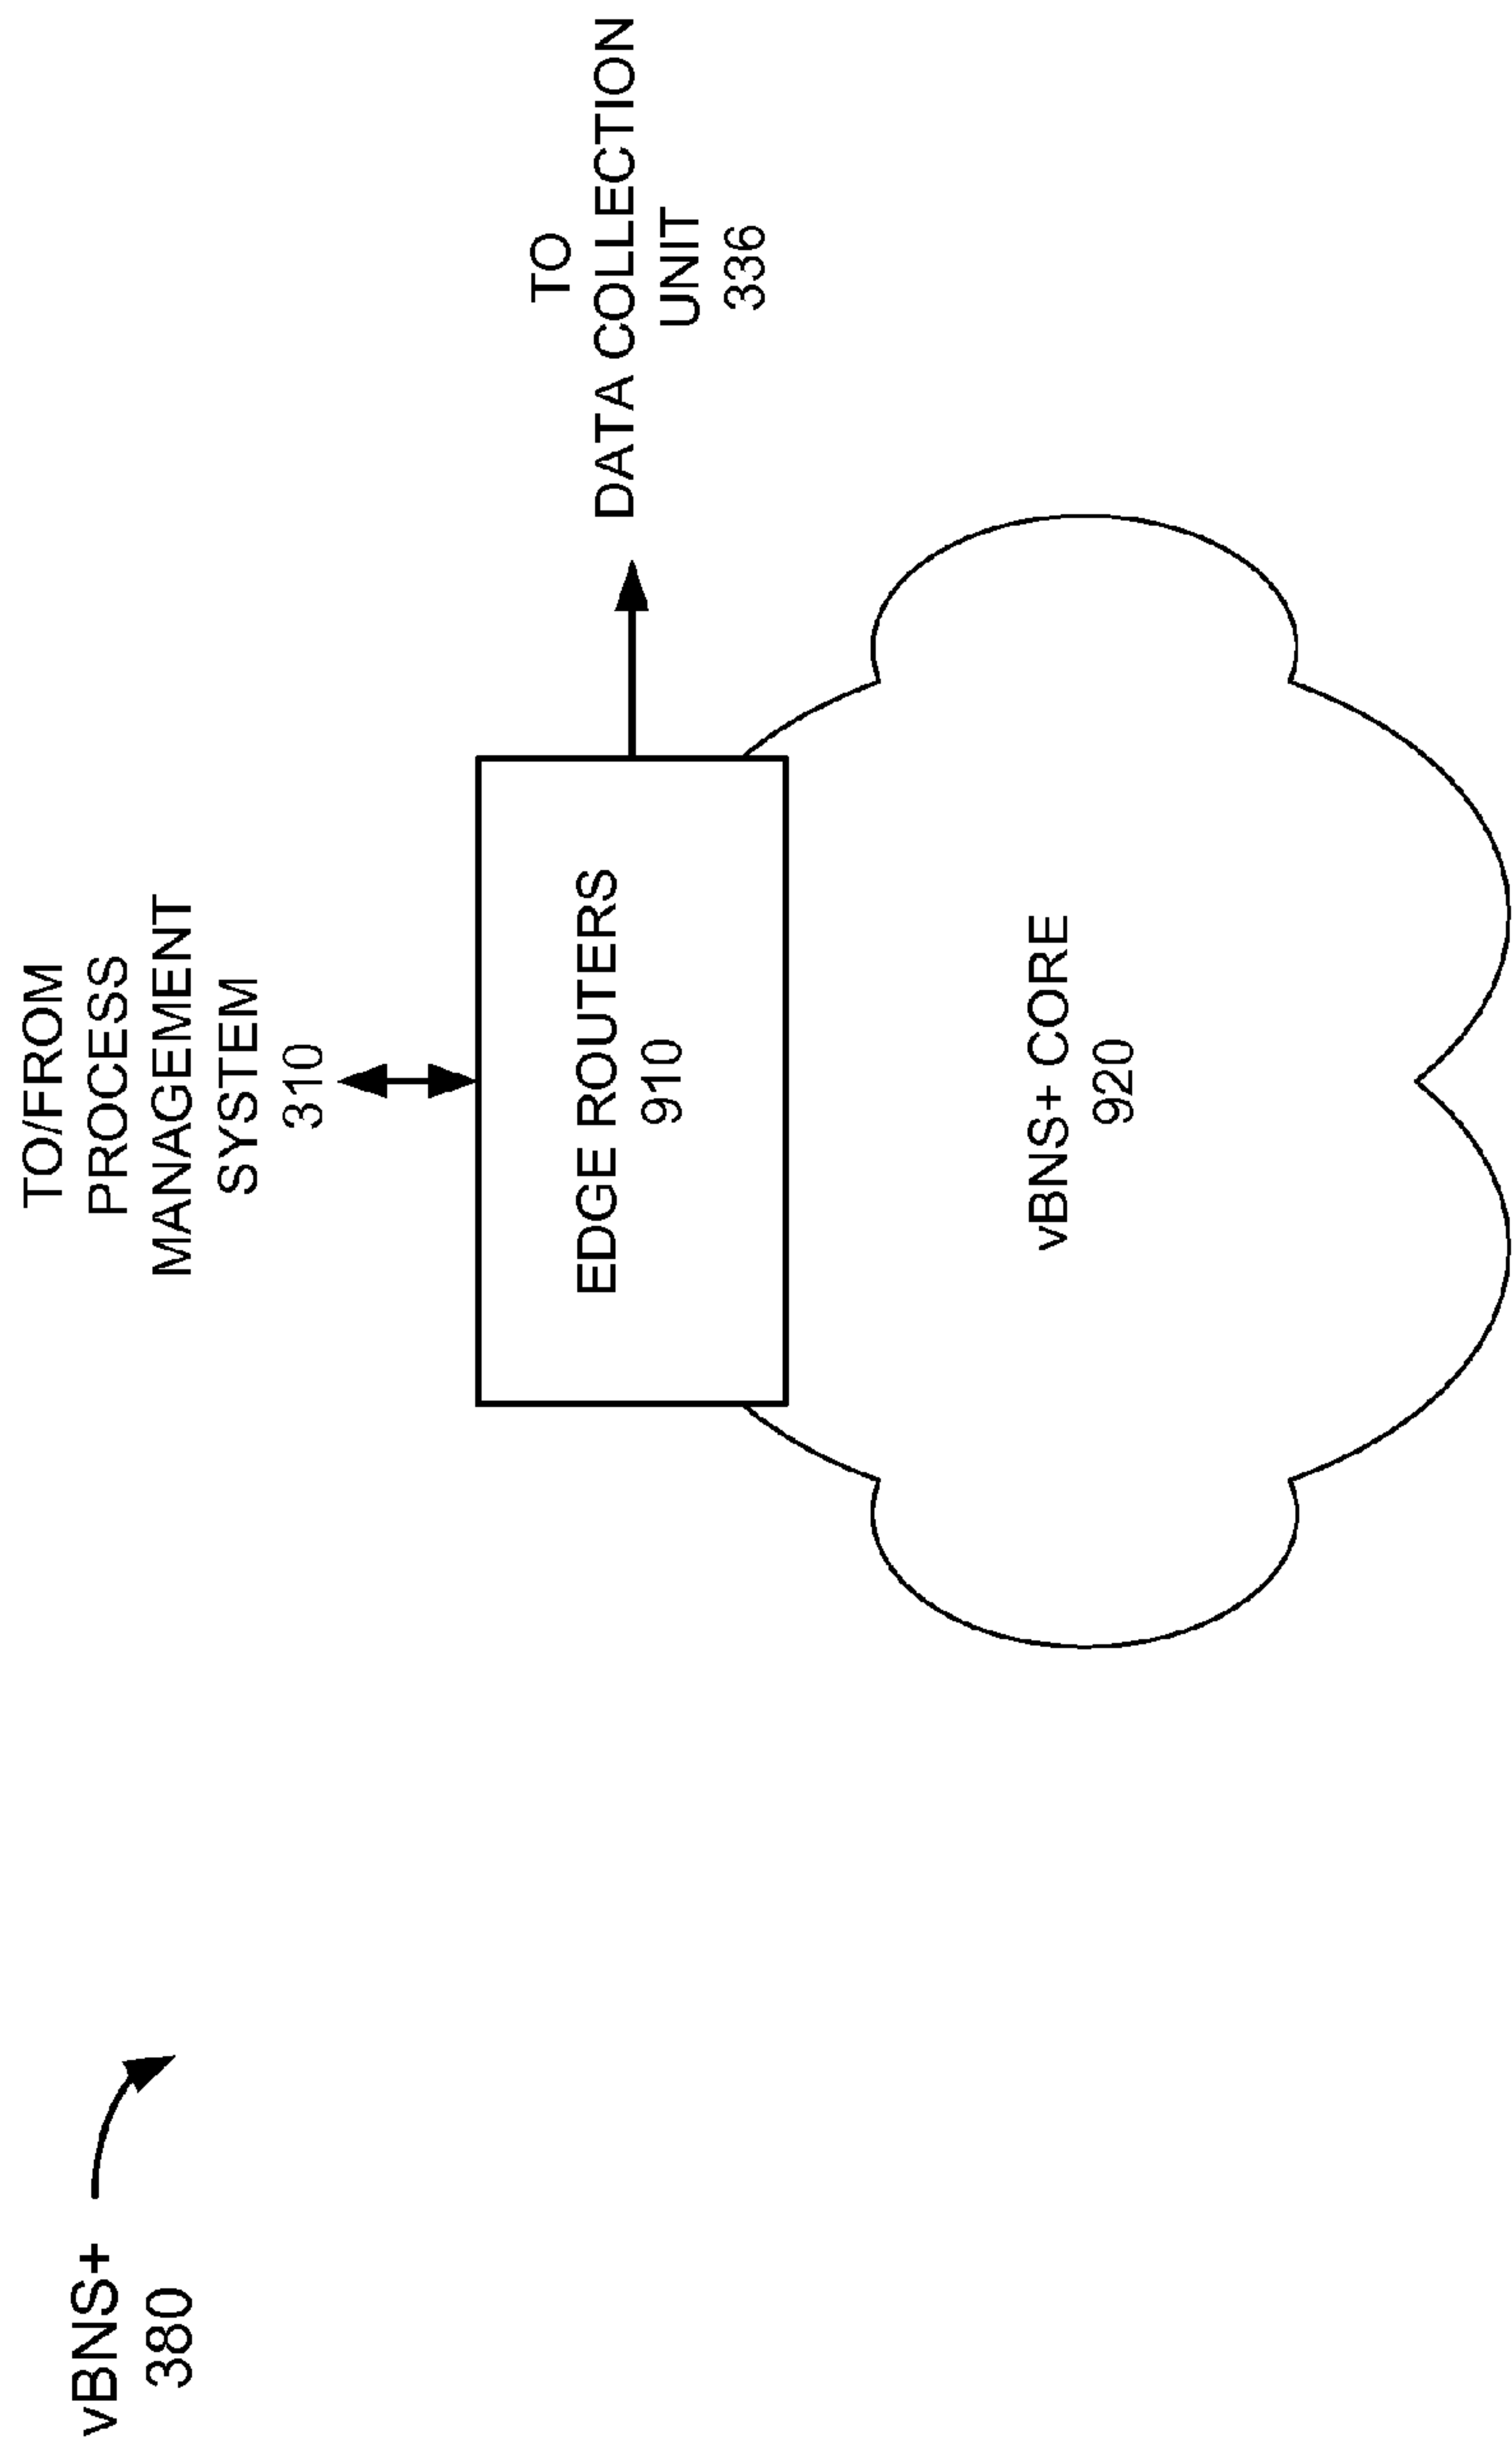 vBNS+
380
TO/FROM
PROCESS
MANAGEMENT
SYSTEM
310
TO
DATA COLLECTION
UNIT
336
EDGE ROUTERS
910
vBNS+ CORE
920